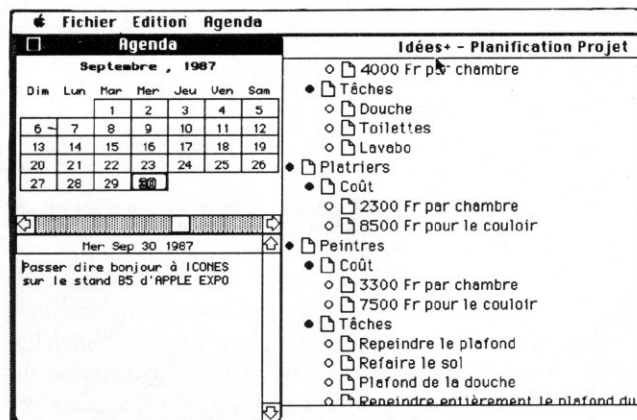 Fichier Edition Agenda
Agenda
Septembre , 1987
Dim Lun Mar Mer Jeu Ven Sam
1 2 3 4 5
6 7 8 9 10 11 12
13 14 15 16 17 18 19
20 21 22 23 24 25 26
27 28 29 30
Mer Sep 30 1987
Passer dire bonjour à ICONES
sur le stand B5 d'APPLE EXPO
Idées+ - Planification Projet
4000 Fr par chambre
Tâches
Douche
Toilettes
Lavabo
Platriers
Coût
2300 Fr par chambre
8500 Fr pour le couloir
Peintres
Coût
3300 Fr par chambre
7500 Fr pour le couloir
Tâches
Repeindre le plafond
Refaire le sol
Plafond de la douche
Repeindre entièrement le plafond du